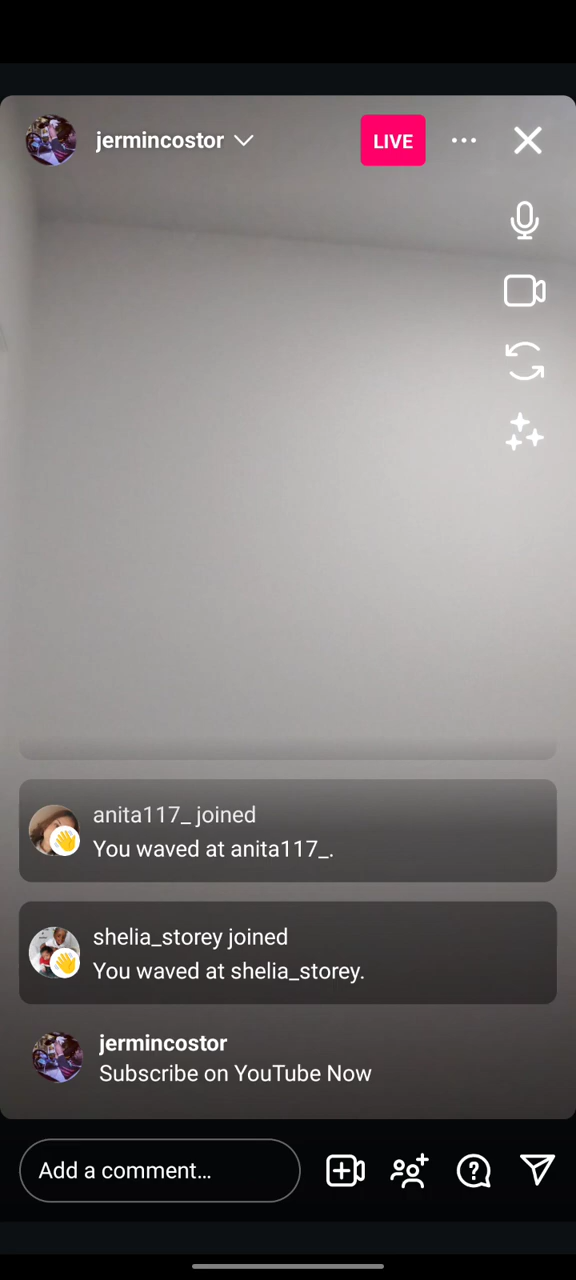 jermincostor
LIVE
anita117_ joined
You waved at anita117_.
shelia_storey joined
You waved at shelia_storey.
jermincostor
Subscribe on YouTube Now
Add a comment...